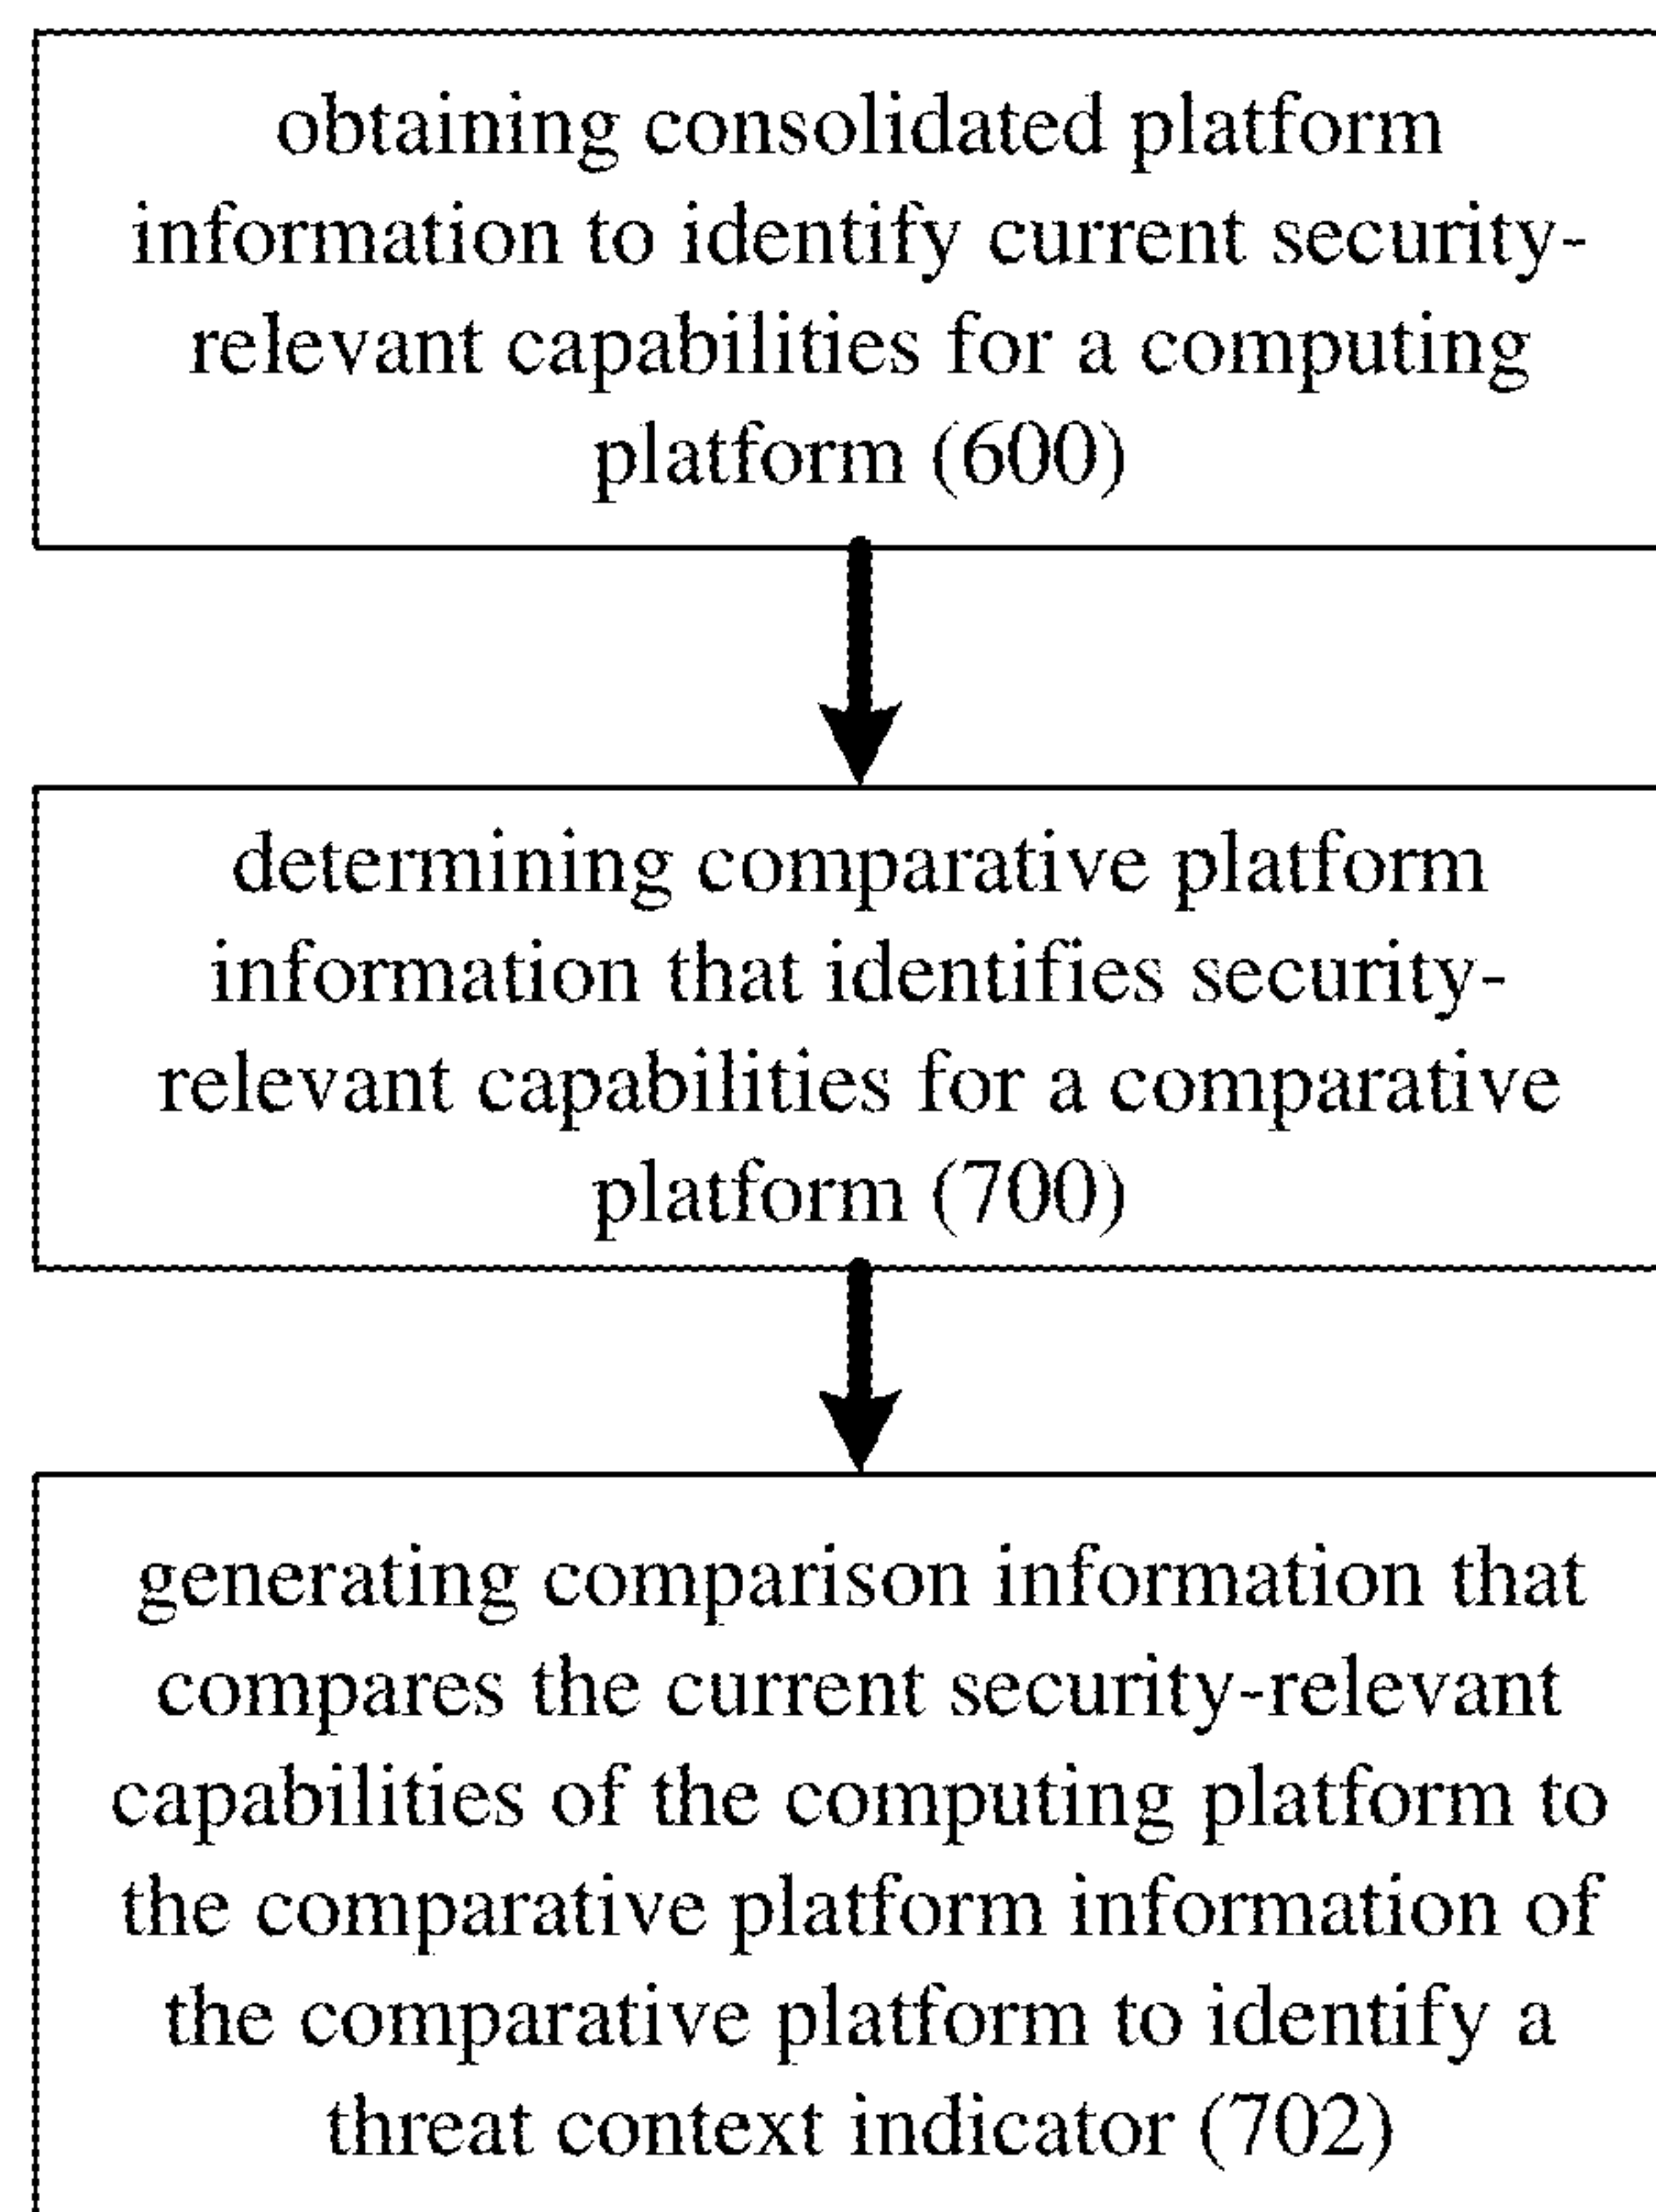 obtaining consolidated platform
information to identify current security-
relevant capabilities for a computing
platform (600)
determining comparative platform
information that identifies security-
relevant capabilities for a comparative
platform (700)
generating comparison information that
compares the current security-relevant
capabilities of the computing platform to
the comparative platform information of
the comparative platform to identify a
threat context indicator (702)